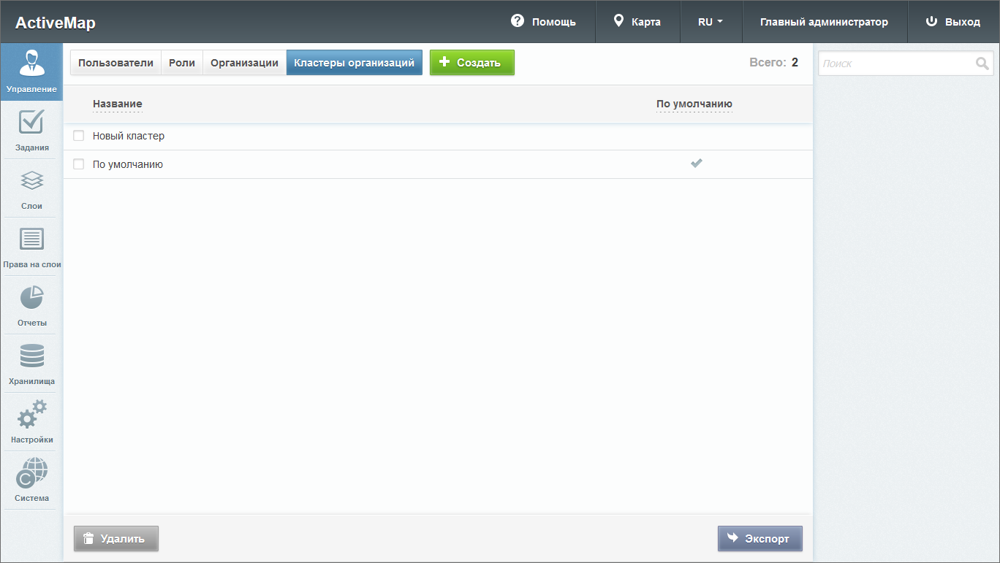 ActiveMap
Помощь
Карта
RU
Главный администратор
Выход
Управление
Задания
Слои
Права на слои
Отчеты
Хранилища
Настройки
Система
Пользователи
Роли
Организации
Кластеры организаций
Создать
Всего: 2
Поиск
Название
По умолчанию
Новый кластер
По умолчанию
Удалить
Экспорт